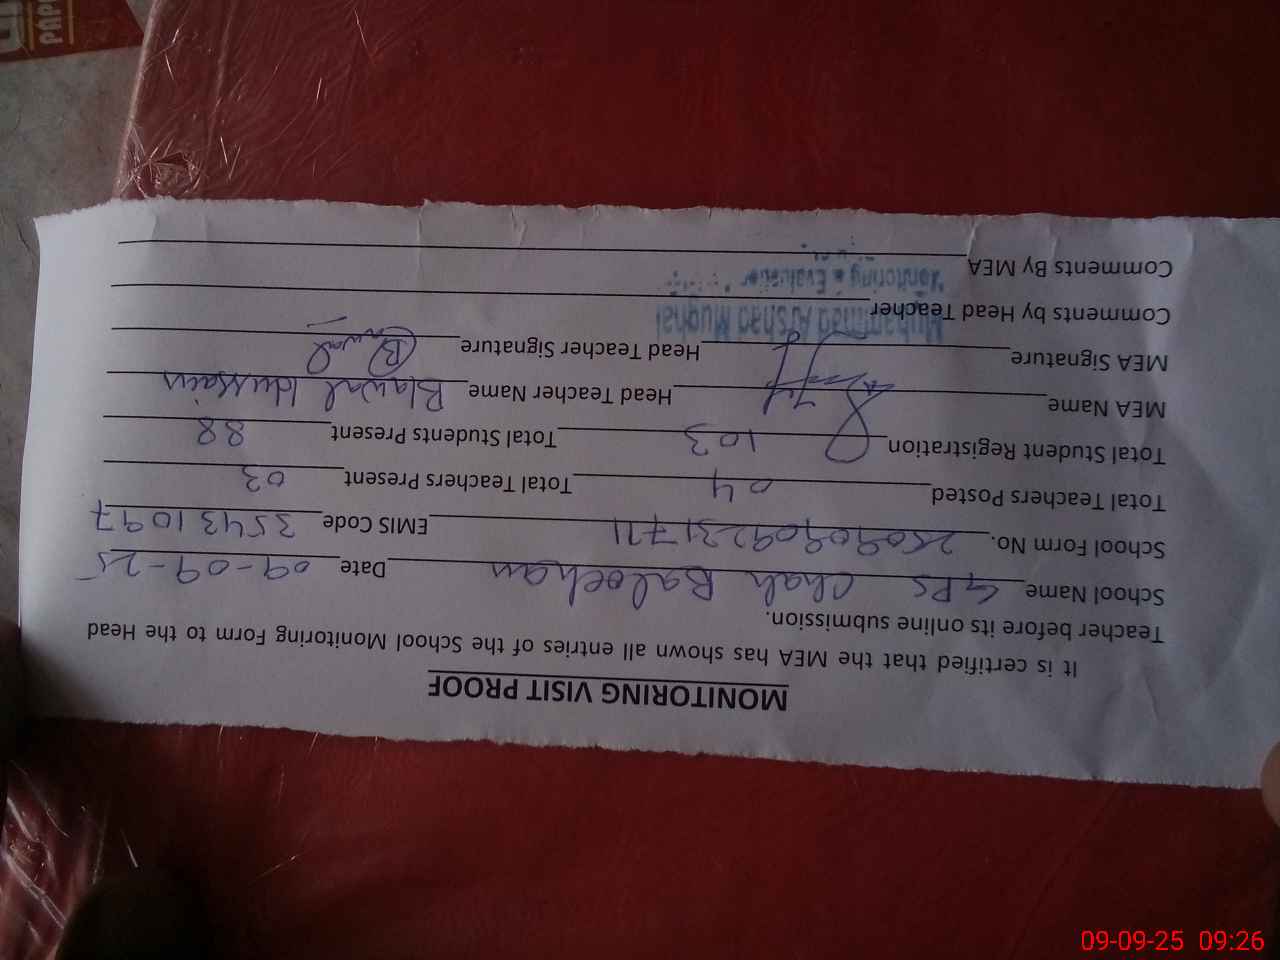 MONITORING VISIT PROOF
It is certified that the MEA has shown all entries of the School Monitoring Form to the Head
Teacher before its online submission.
School Name GPS Chah Balochan Date 09-09-25
School Form No. EMIS Code 35431097
Total Teachers Posted 04 Total Teachers Present 03
Total Student Registration 103 Total Students Present 88
MEA Name Head Teacher Name Hussain
MEA Signature Head Teacher Signature
Muhammad Arshad Mughal
Comments by Head Teacher
Monitoring & Evaluation
Comments By MEA
09-09-25 09:26